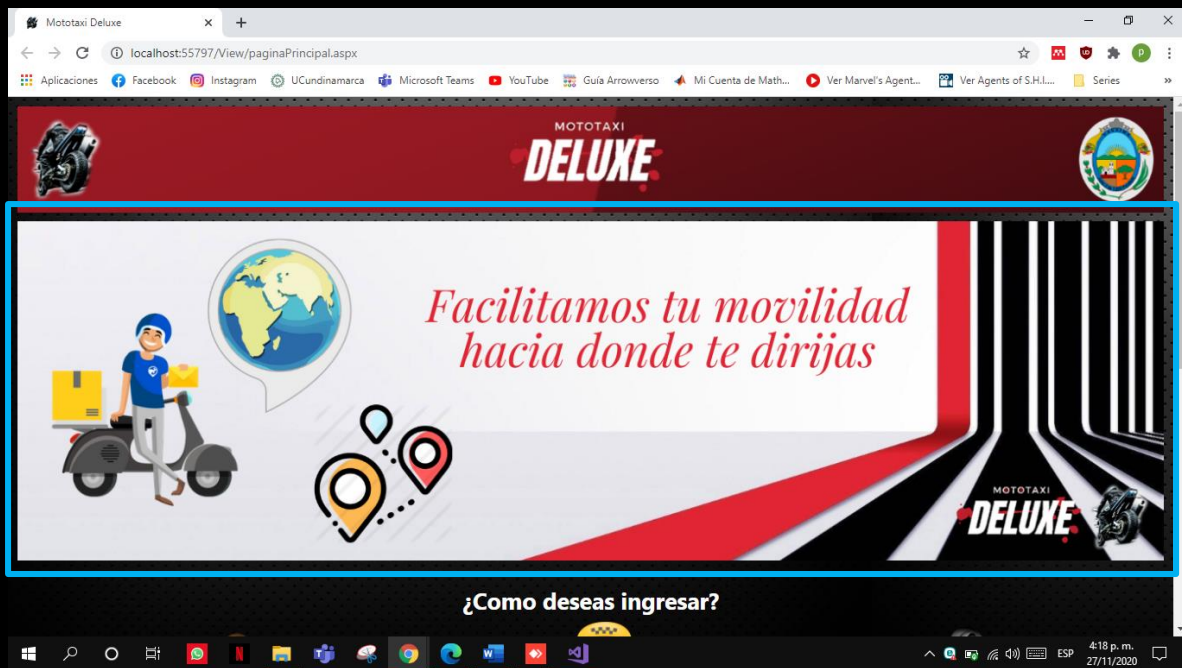 Mototaxi Deluxe
localhost:55797/View/paginaPrincipal.aspx
Aplicaciones Facebook Instagram UCundinamarca Microsoft Teams YouTube Guía Arrowverso Mi Cuenta de Math... Ver Marvel's Agent... Ver Agents of S.H.I.... Series »
MOTOTAXI
DELUXE
Facilitamos tu movilidad
hacia donde te dirijas
MOTOTAXI
DELUXE
¿Como deseas ingresar?
ESP
4:18 p. m.
27/11/2020